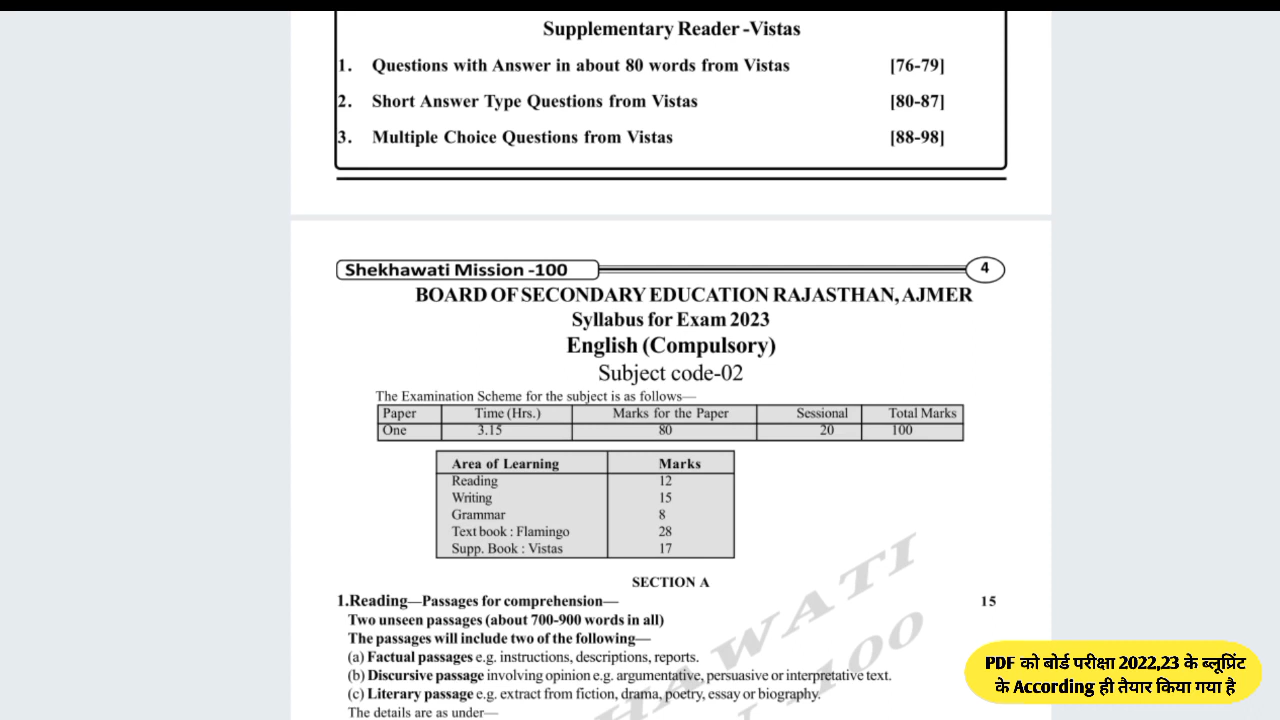 Supplementary Reader -Vistas
1. Questions with Answer in about 80 words from Vistas [76-79]
2. Short Answer Type Questions from Vistas [80-87]
3. Multiple Choice Questions from Vistas [88-98]
Shekhawati Mission -100 4
BOARD OF SECONDARY EDUCATION RAJASTHAN, AJMER
Syllabus for Exam 2023
English (Compulsory)
Subject code-02
The Examination Scheme for the subject is as follows—
Paper Time (Hrs.) Marks for the Paper Sessional Total Marks
One 3.15 80 20 100
Area of Learning Marks
Reading 12
Writing 15
Grammar 8
Text book : Flamingo 28
Supp. Book : Vistas 17
SECTION A
1.Reading—Passages for comprehension— 15
Two unseen passages (about 700-900 words in all)
The passages will include two of the following—
(a) Factual passages e.g. instructions, descriptions, reports.
(b) Discursive passage involving opinion e.g. argumentative, persuasive or interpretative text.
(c) Literary passage e.g. extract from fiction, drama, poetry, essay or biography.
The details are as under—
HAWATI
100
PDF को बोर्ड परीक्षा 2022,23 के ब्लूप्रिंट
के According ही तैयार किया गया है